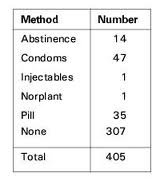 Method Number
Abstinence 14
Condoms 47
Injectables 1
Norplant 1
Pill 35
None 307
Total 405